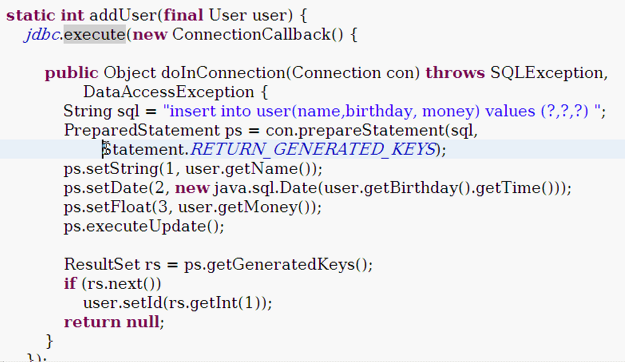 static int addUser(final User user) {
jdbc.execute(new ConnectionCallback() {
public Object doInConnection(Connection con) throws SQLException,
DataAccessException {
String sql = "insert into user(name,birthday, money) values (?,?,?) ";
PreparedStatement ps = con.prepareStatement(sql,
Statement.RETURN_GENERATED_KEYS);
ps.setString(1, user.getName());
ps.setDate(2, new java.sql.Date(user.getBirthday().getTime()));
ps.setFloat(3, user.getMoney());
ps.executeUpdate();
ResultSet rs = ps.getGeneratedKeys();
if (rs.next())
user.setId(rs.getInt(1));
return null;
}
});